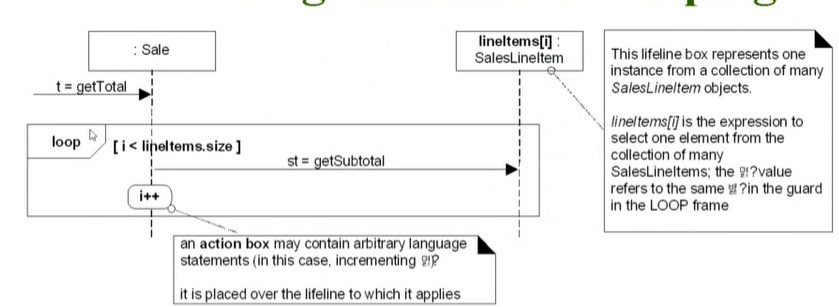 : Sale
lineItems[i] :
SalesLineItem
t = getTotal
loop
[ i < lineItems.size ]
st = getSubtotal
i++
an action box may contain arbitrary language
statements (in this case, incrementing
it is placed over the lifeline to which it applies
This lifeline box represents one
instance from a collection of many
SalesLineItem objects.
lineItems[i] is the expression to
select one element from the
collection of many
SalesLineItems; the ?value
refers to the same ?in the guard
in the LOOP frame